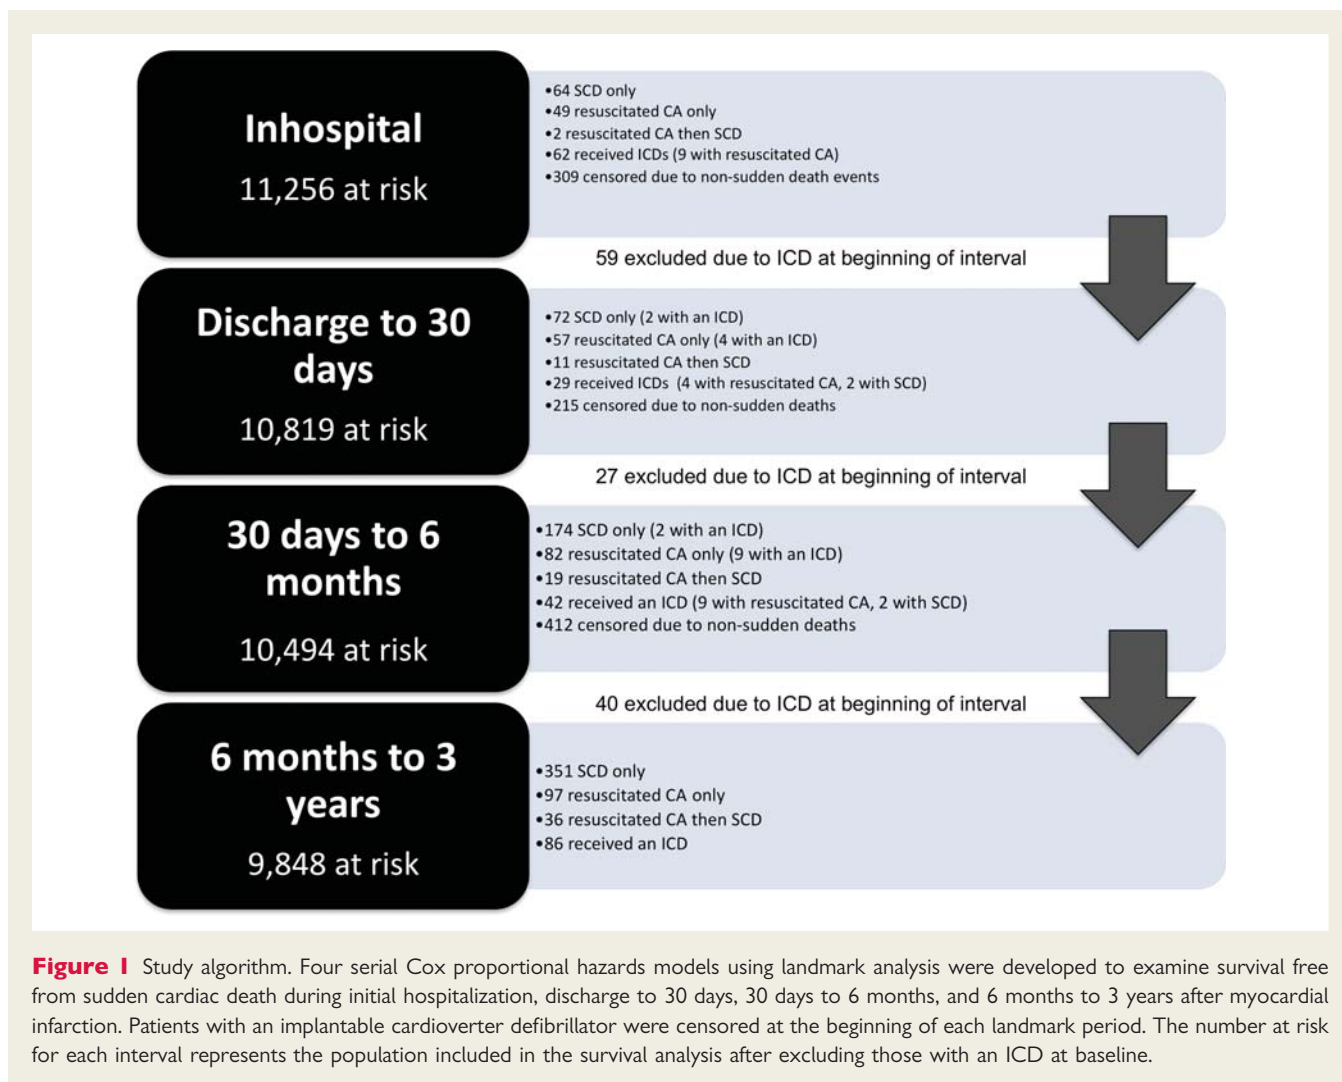 Inhospital
11,256 at risk
•64 SCD only
•49 resuscitated CA only
•2 resuscitated CA then SCD
•62 received ICDs (9 with resuscitated CA)
•309 censored due to non-sudden death events
59 excluded due to ICD at beginning of interval
Discharge to 30
days
10,819 at risk
•72 SCD only (2 with an ICD)
•57 reuscitated CA only (4 with an ICD)
•11 resuscitated CA then SCD
•29 received ICDs (4 with resuscitated CA, 2 with SCD)
•215 censored due to non-sudden deaths
27 excluded due to ICD at beginning of interval
30 days to 6
months
10,494 at risk
•174 SCD only (2 with an ICD)
•82 resuscitated CA only (9 with an ICD)
•19 resuscitated CA then SCD
•42 received an ICD (9 with resuscitated CA, 2 with SCD)
•412 censored due to non-sudden deaths
40 excluded due to ICD at beginning of interval
6 months to 3
years
9,848 at risk
•351 SCD only
•97 resuscitated CA only
•36 resuscitated CA then SCD
•86 received an ICD
Figure 1 Study algorithm. Four serial Cox proportional hazards models using landmark analysis were developed to examine survival free
from sudden cardiac death during initial hospitalization, discharge to 30 days, 30 days to 6 months, and 6 months to 3 years after myocardial
infarction. Patients with an implantable cardioverter defibrillator were censored at the beginning of each landmark period. The number at risk
for each interval represents the population included in the survival analysis after excluding those with an ICD at baseline.